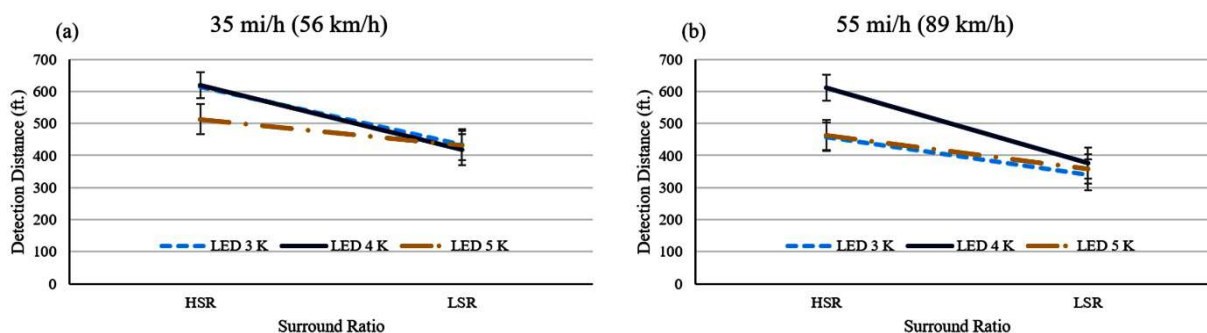 (a) 35 mi/h (56 km/h)
Detection Distance (ft.)
700
600
500
400
300
200
100
0
LED 3 K LED 4 K LED 5 K
HSR LSR
Surround Ratio
(b) 55 mi/h (89 km/h)
Detection Distance (ft.)
700
600
500
400
300
200
100
0
LED 3 K LED 4 K LED 5 K
HSR LSR
Surround Ratio